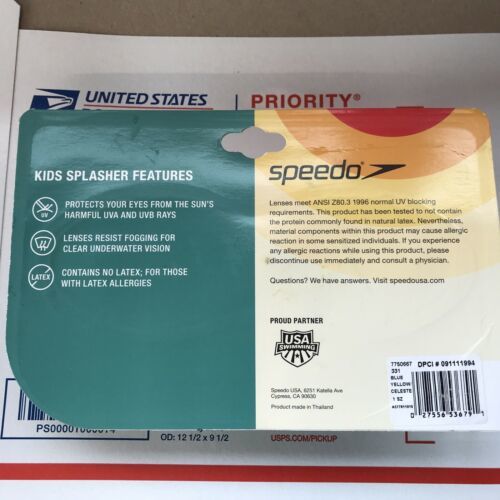 UNITED STATES
PRIORITY®
KIDS SPLASHER FEATURES
UV
PROTECTS YOUR EYES FROM THE SUN'S
HARMFUL UVA AND UVB RAYS
LENSES RESIST FOGGING FOR
CLEAR UNDERWATER VISION
LATEX
CONTAINS NO LATEX; FOR THOSE
WITH LATEX ALLERGIES
speedo
Lenses meet ANSI Z80.3 1996 normal UV blocking
requirements. This product has been tested to not contain
the protein commonly found in natural latex. Nevertheless,
material components within this product may cause allergic
reaction in some sensitized individuals. If you experience
any allergic reactions while using this product, please
discontinue use immediately and consult a physician.
Questions? We have answers. Visit speedousa.com
PROUD PARTNER
USA
SWIMMING
Speedo USA, 6251 Katella Ave
Cypress, CA 90630
Product made in Thailand
7750667 DPCI # 091111994
331
BLUE
YELLOW
CELESTE
1 SZ
0 27556 53679 1
OD: 12 1/2 x 9 1/2
USPS.COM/PICKUP